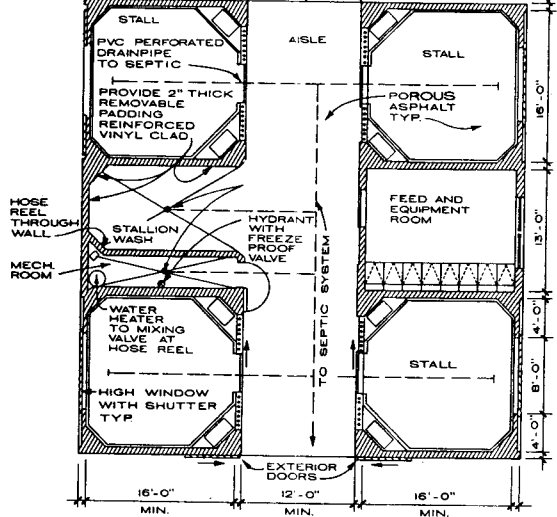 STALL
AISLE
STALL
PVC PERFORATED
DRAINPIPE
TO SEPTIC
PROVIDE 2" THICK
REMOVABLE
PADDING
REINFORCED
VINYL CLAD
POROUS
ASPHALT
TYP.
16'-0"
HOSE
REEL
THROUGH
WALL
STALLION
WASH
HYDRANT
WITH
FREEZE
PROOF
VALVE
FEED AND
EQUIPMENT
ROOM
13'-0"
MECH.
ROOM
TO SEPTIC SYSTEM
WATER
HEATER
TO MIXING
VALVE AT
HOSE REEL
4'-0"
STALL
8'-0"
HIGH WINDOW
WITH SHUTTER
TYP.
4'-0"
EXTERIOR
DOORS
16'-0"
MIN.
12'-0"
MIN.
16'-0"
MIN.